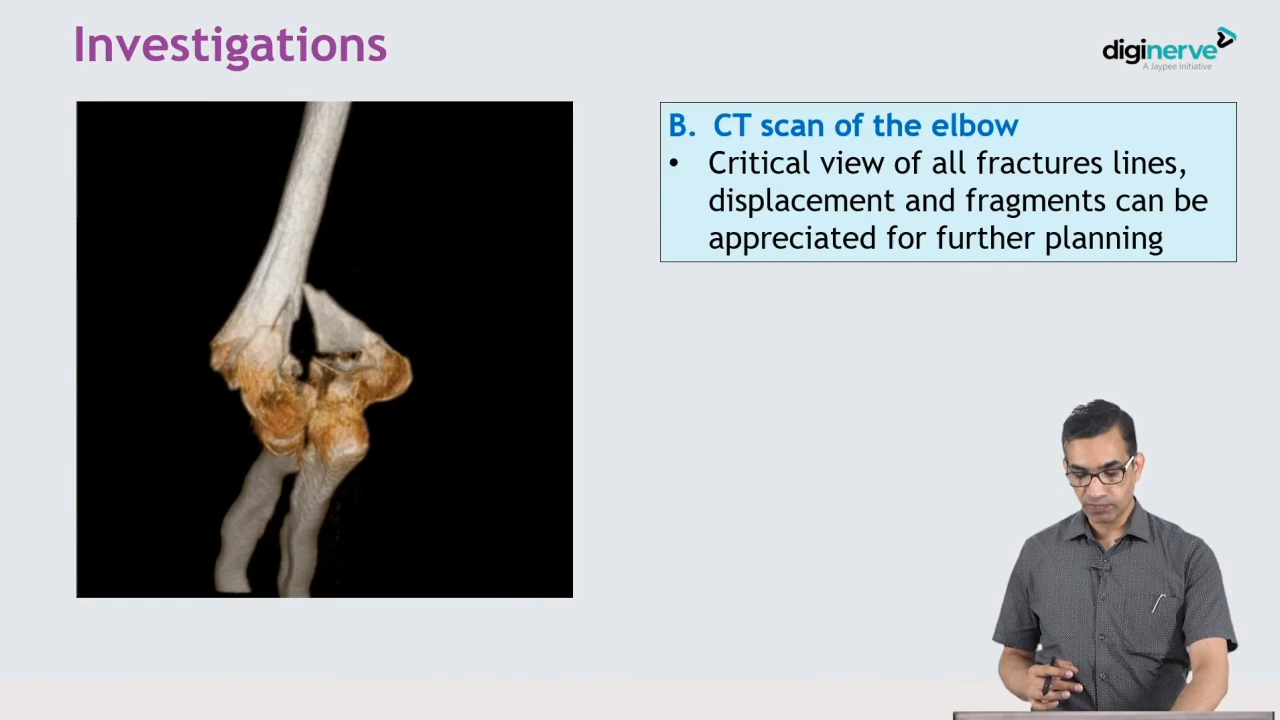 Investigations
diginerve
A Jaypee Initiative
B. CT scan of the elbow
• Critical view of all fractures lines,
displacement and fragments can be
appreciated for further planning